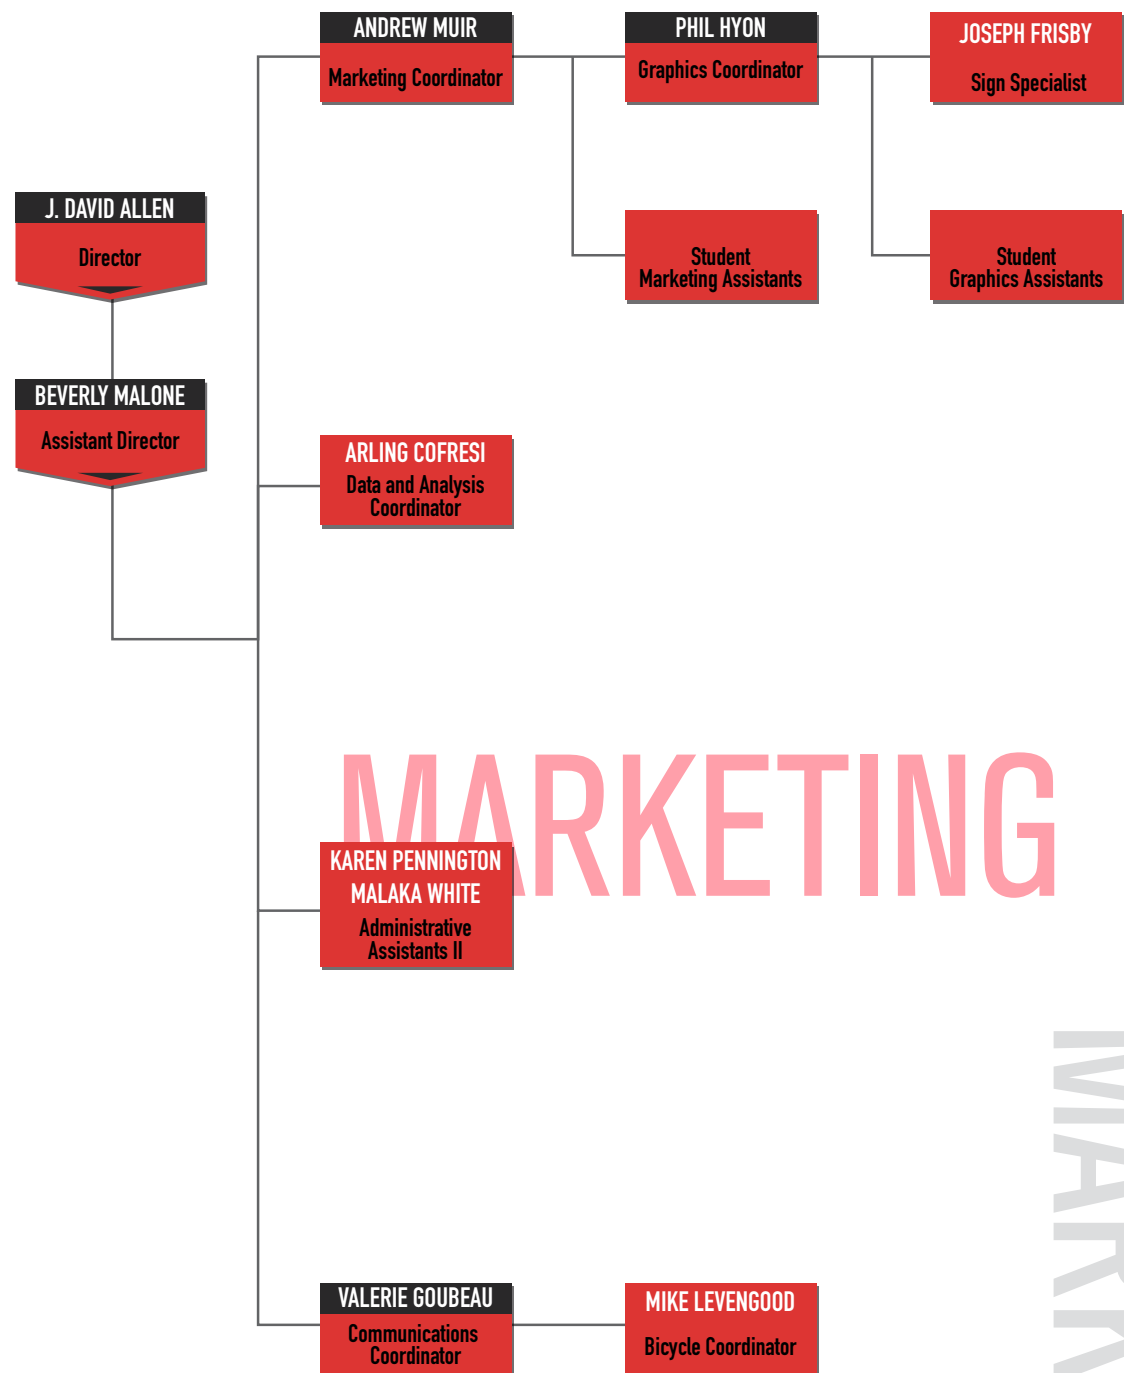 ANDREW MUIR
Marketing Coordinator
PHIL HYON
Graphics Coordinator
JOSEPH FRISBY
Sign Specialist
J. DAVID ALLEN
Director
Student
Marketing Assistants
Student
Graphics Assistants
BEVERLY MALONE
Assistant Director
ARLING COFRESI
Data and Analysis
Coordinator
MARKETING
KAREN PENNINGTON
MALAKA WHITE
Administrative
Assistants II
MARK
VALERIE GOUBEAU
Communications
Coordinator
MIKE LEVENGOOD
Bicycle Coordinator